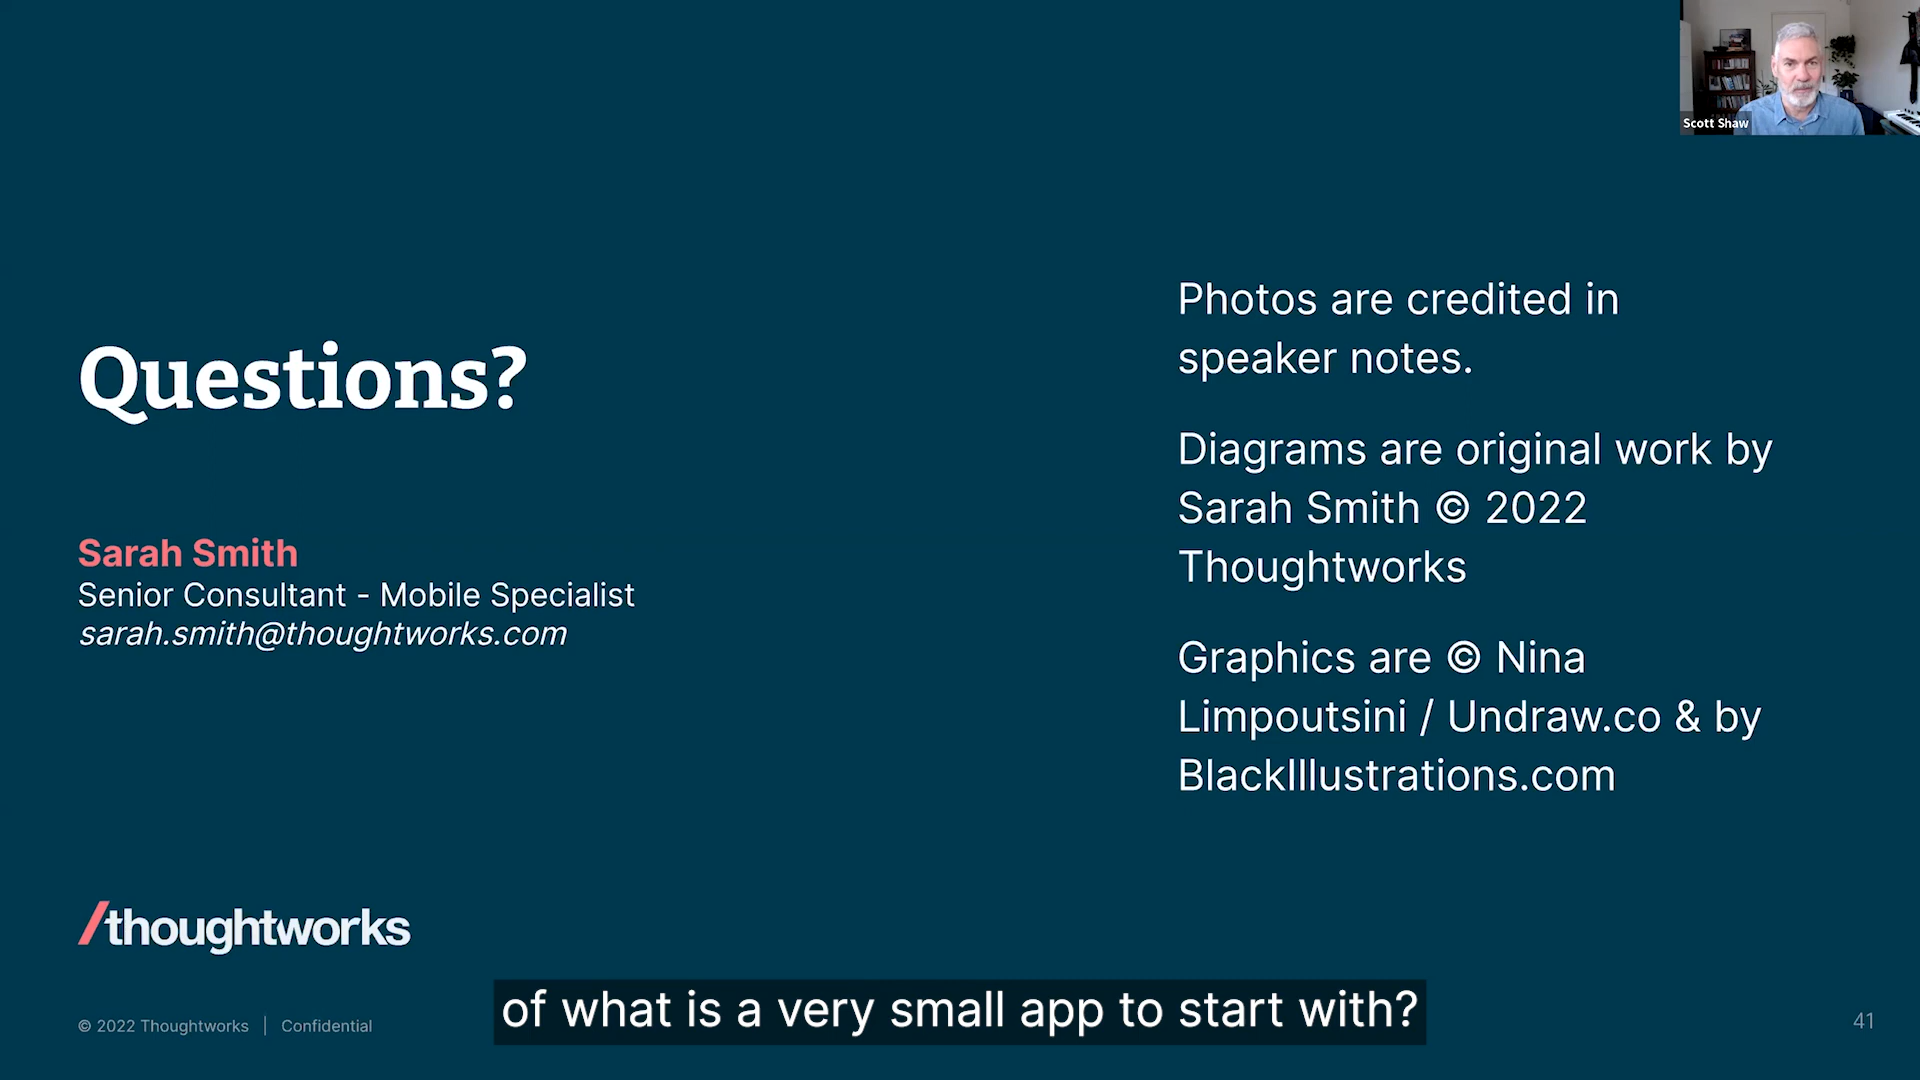 Scott Shaw
Questions?
Sarah Smith
Senior Consultant - Mobile Specialist
sarah.smith@thoughtworks.com
Photos are credited in
speaker notes.
Diagrams are original work by
Sarah Smith © 2022
Thoughtworks
Graphics are © Nina
Limpoutsini / Undraw.co & by
BlackIllustrations.com
/thoughtworks
© 2022 Thoughtworks | Confidential
of what is a very small app to start with?
41